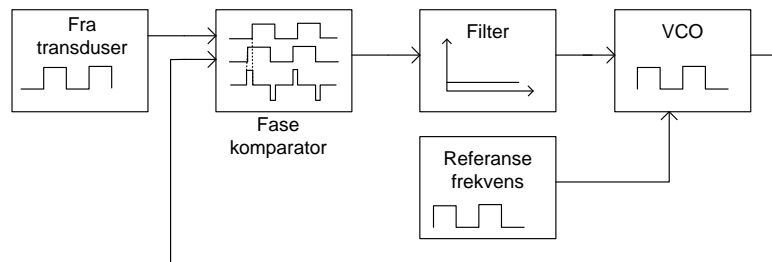 Fra
transduser
Fase
komparator
Filter
VCO
Referanse
frekvens